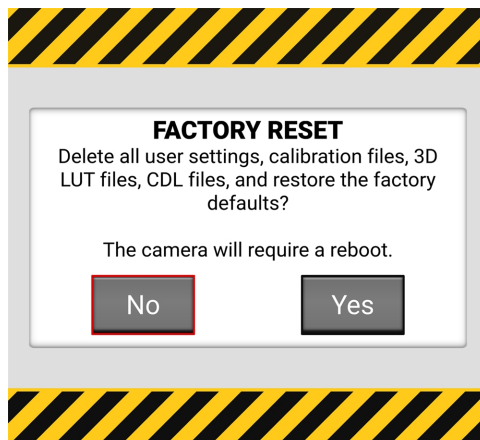 FACTORY RESET
Delete all user settings, calibration files, 3D
LUT files, CDL files, and restore the factory
defaults?
The camera will require a reboot.
No
Yes